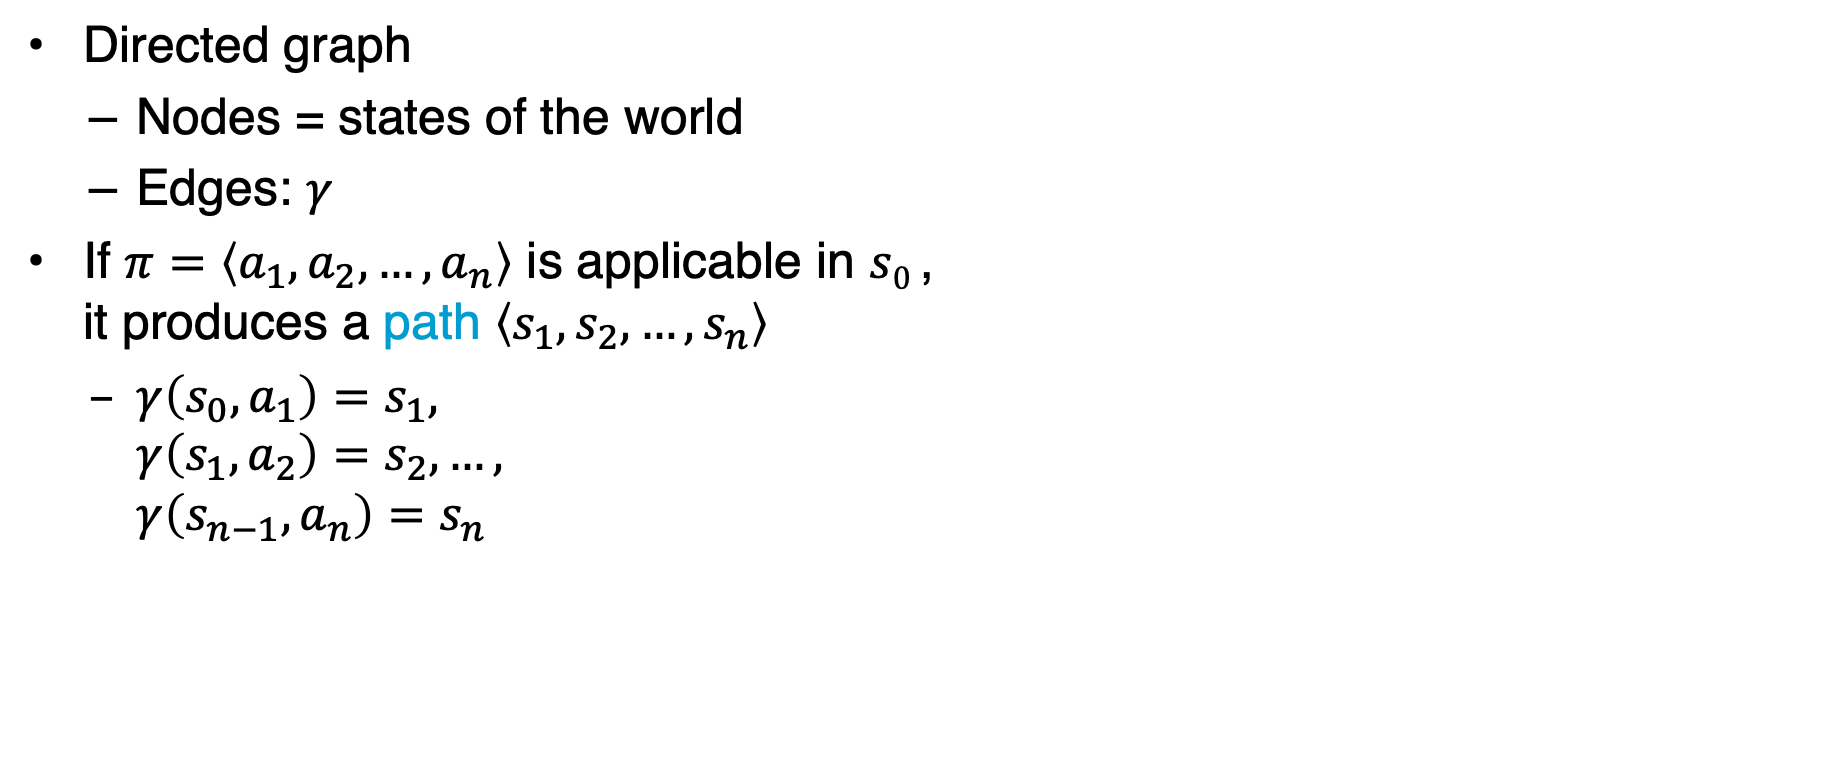 • Directed graph
– Nodes = states of the world
– Edges: γ
• If π = ⟨a₁, a₂, … , aₙ⟩ is applicable in s₀ ,
it produces a path ⟨s₁, s₂, … , sₙ⟩
– γ(s₀, a₁) = s₁,
γ(s₁, a₂) = s₂, … ,
γ(sₙ₋₁, aₙ) = sₙ